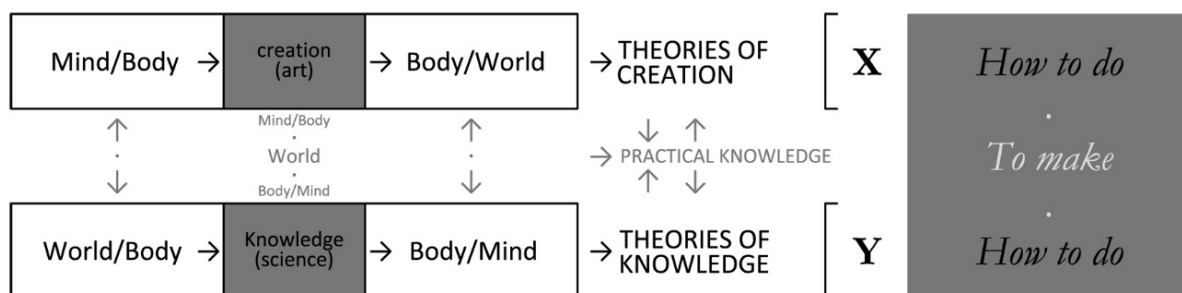 Mind/Body → creation (art) → Body/World → THEORIES OF CREATION X How to do
Mind/Body
·
World → PRACTICAL KNOWLEDGE To make
·
Body/Mind
World/Body → Knowledge (science) → Body/Mind → THEORIES OF KNOWLEDGE Y How to do